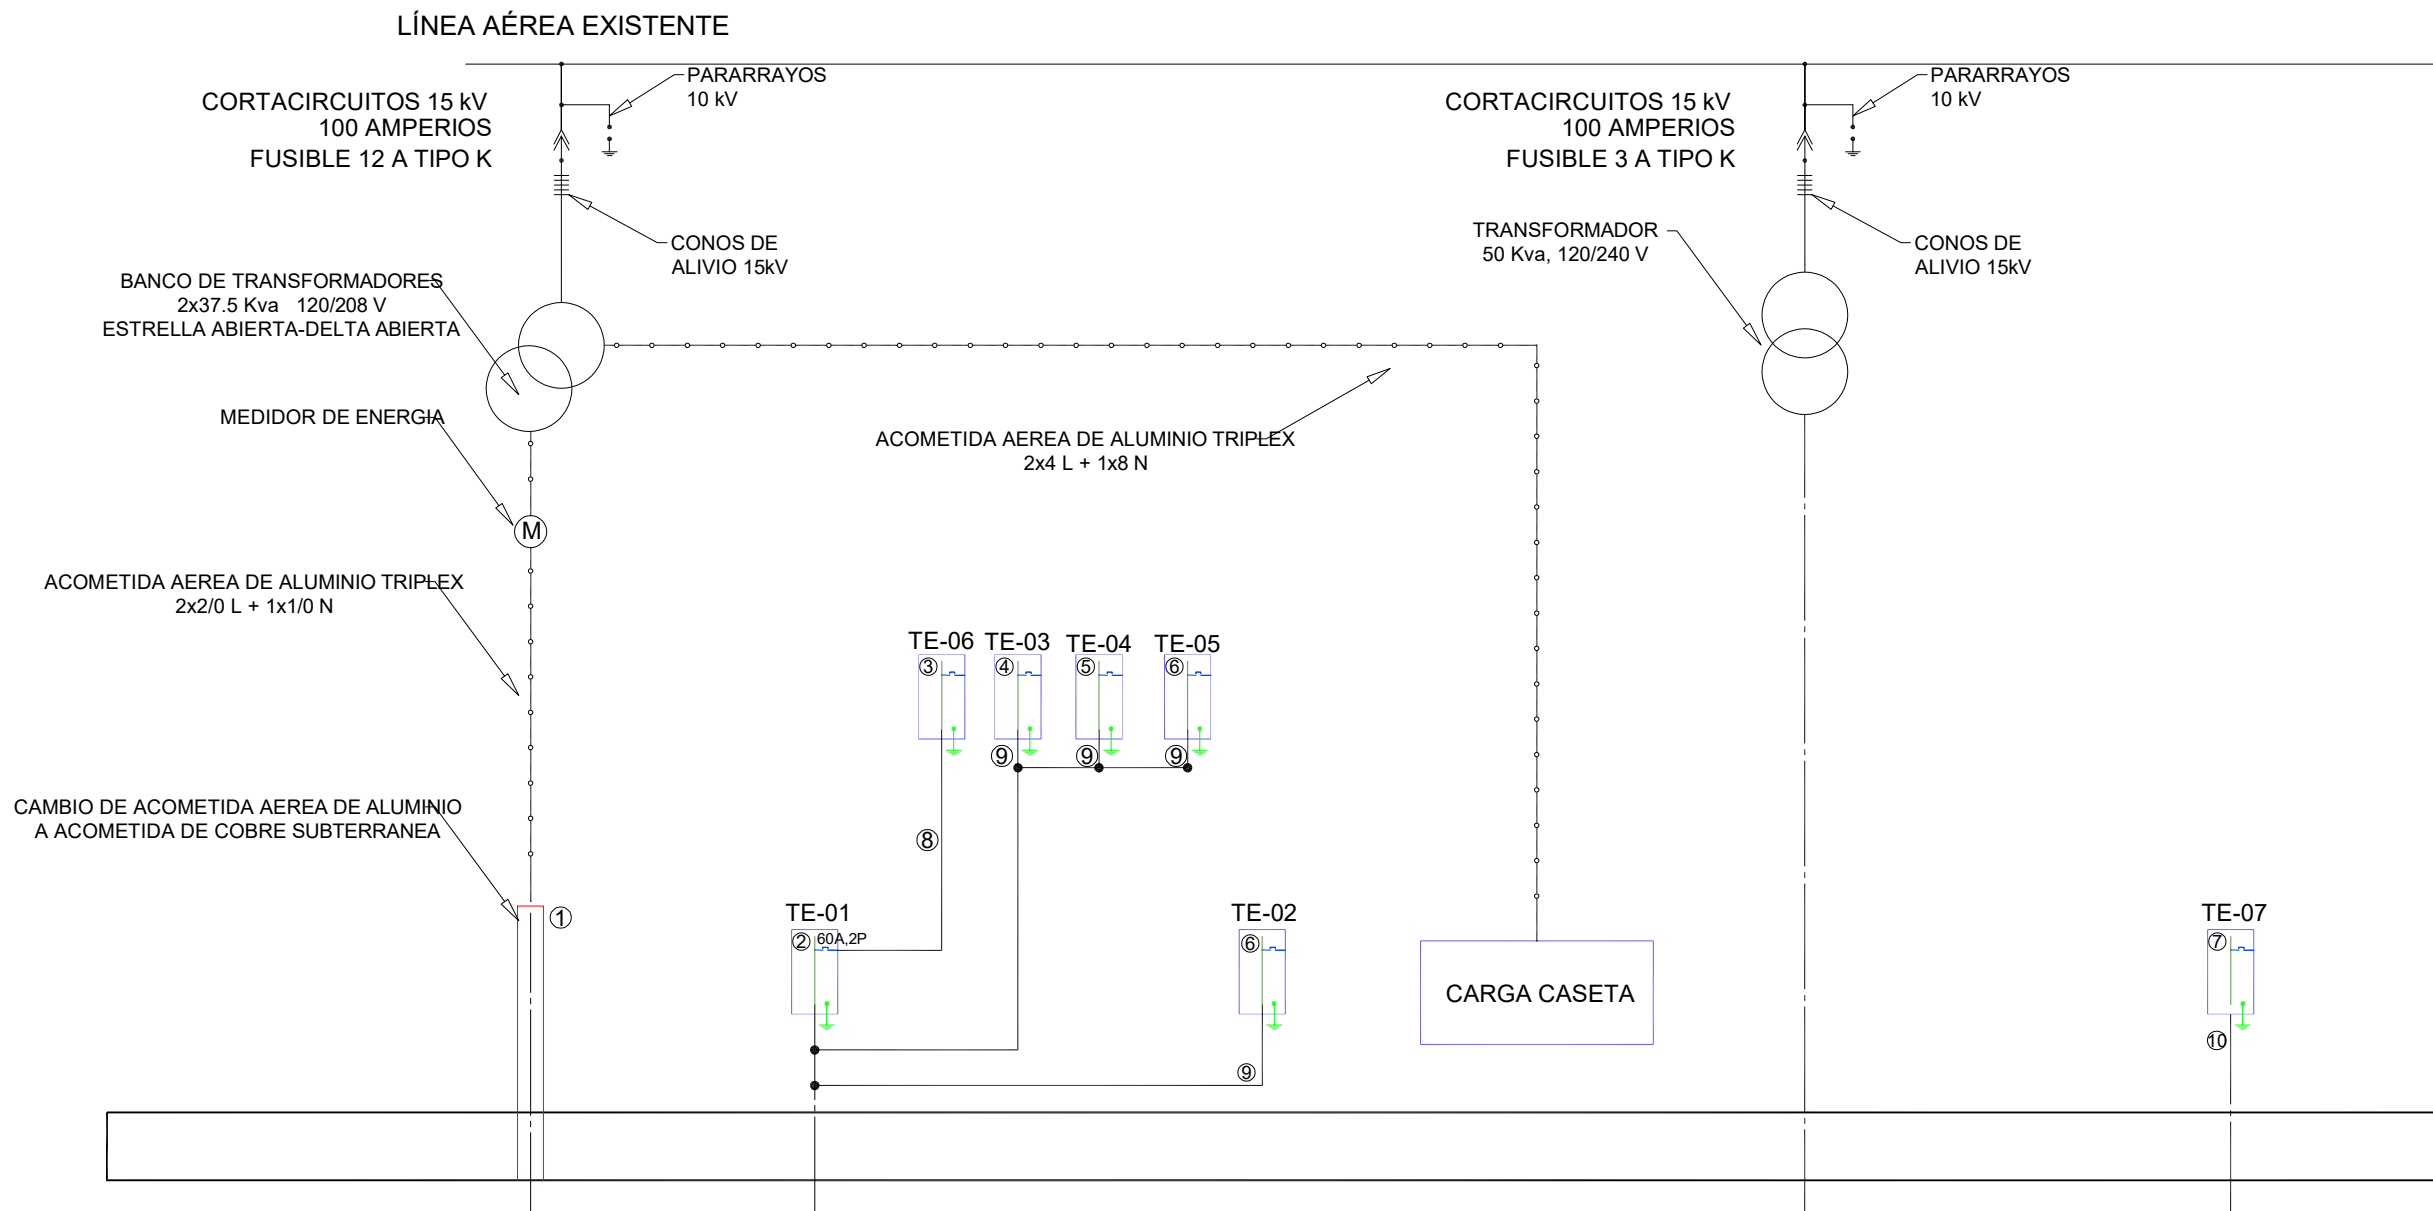 LÍNEA AÉREA EXISTENTE
PARARRAYOS
10 kV
CORTACIRCUITOS 15 kV
100 AMPERIOS
FUSIBLE 12 A TIPO K
CONOS DE
ALIVIO 15kV
BANCO DE TRANSFORMADORES
2x37.5 Kva 120/208 V
ESTRELLA ABIERTA-DELTA ABIERTA
MEDIDOR DE ENERGIA
M
ACOMETIDA AEREA DE ALUMINIO TRIPLEX
2x2/0 L + 1x1/0 N
CAMBIO DE ACOMETIDA AEREA DE ALUMINIO
A ACOMETIDA DE COBRE SUBTERRANEA
1
ACOMETIDA AEREA DE ALUMINIO TRIPLEX
2x4 L + 1x8 N
TE-06
3
TE-03
4
TE-04
5
TE-05
6
9
9
9
8
TE-01
2
60A,2P
TE-02
6
9
CARGA CASETA
PARARRAYOS
10 kV
CORTACIRCUITOS 15 kV
100 AMPERIOS
FUSIBLE 3 A TIPO K
TRANSFORMADOR
50 Kva, 120/240 V
CONOS DE
ALIVIO 15kV
TE-07
7
10